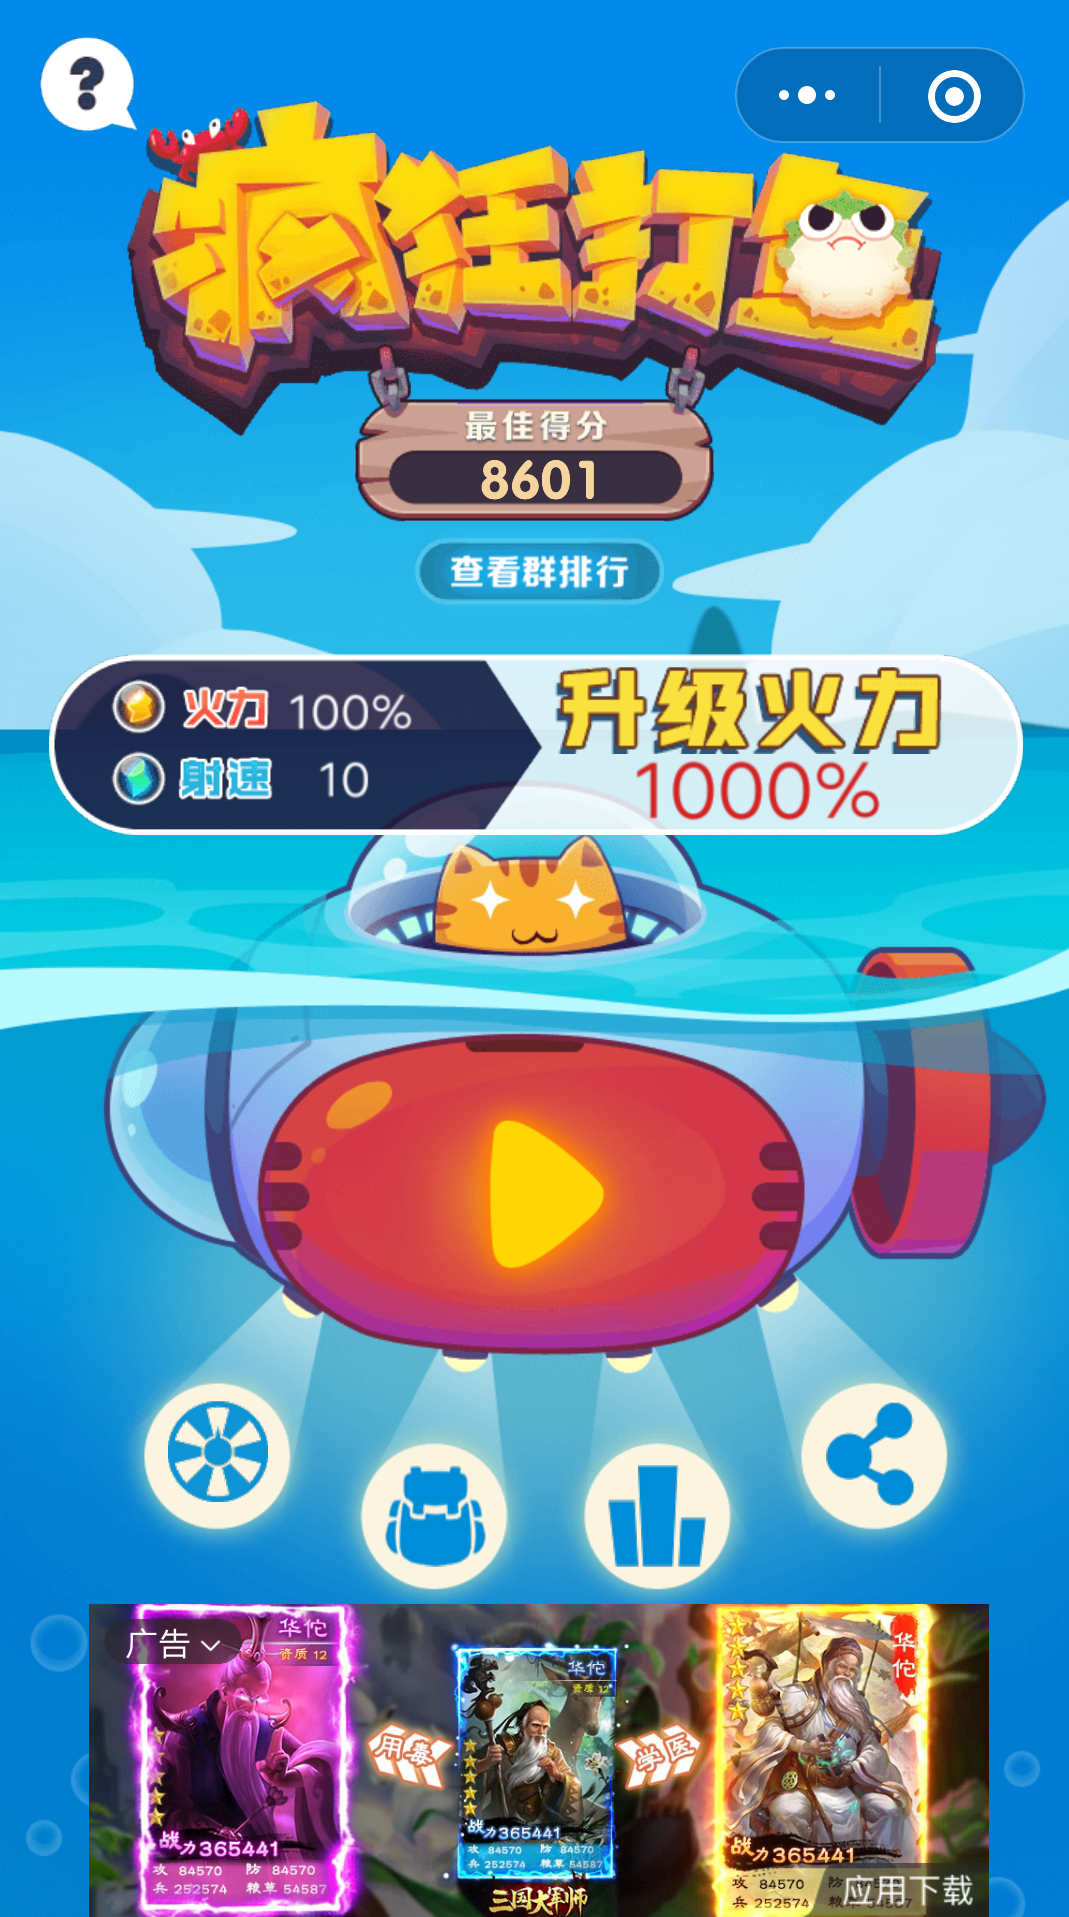 疯狂打鱼
最佳得分
8601
查看群排行
火力 100%
射速 10
升级火力
1000%
广告
华佗
资质 12
战力365441
攻 84570 防 84570
兵 252574 粮草 54587
用毒
华佗
资质 12
战力365441
攻 84570 防 84570
兵 252574 粮草 54587
三国大军师
学医
华佗
战力365441
攻 84570
兵 252574
应用下载